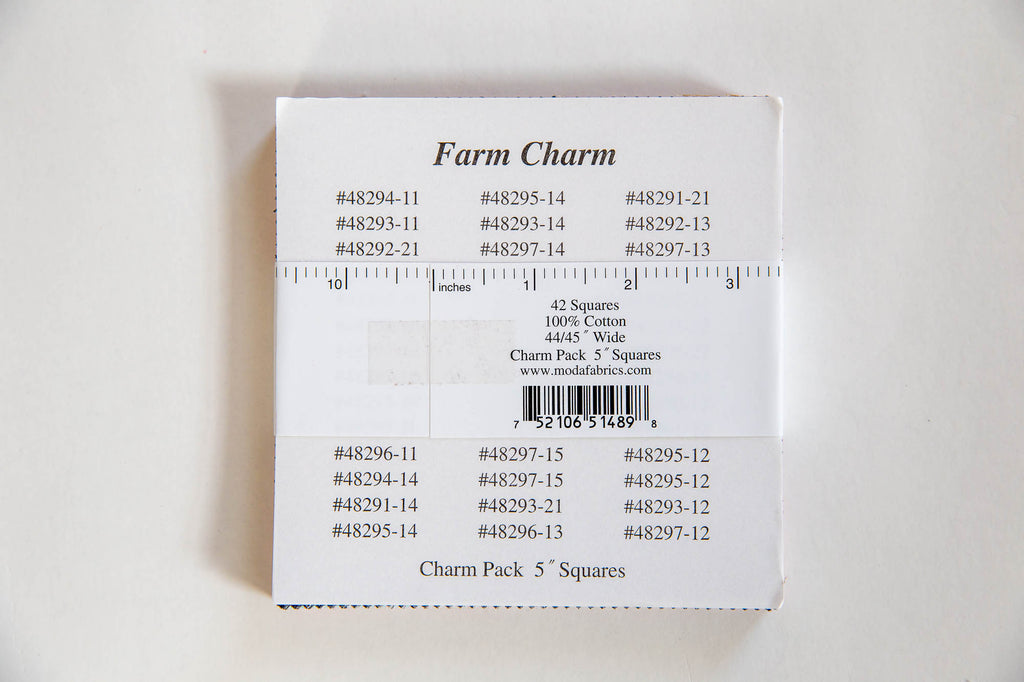 Farm Charm
#48294-11 #48295-14 #48291-21
#48293-11 #48293-14 #48292-13
#48292-21 #48297-14 #48297-13
10 inches 1 2 3
42 Squares
100% Cotton
44/45″ Wide
Charm Pack 5″ Squares
www.modafabrics.com
7 52106 51489 8
#48296-11 #48297-15 #48295-12
#48294-14 #48297-15 #48295-12
#48291-14 #48293-21 #48293-12
#48295-14 #48296-13 #48297-12
Charm Pack 5″ Squares